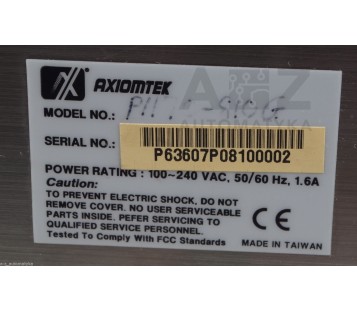 AXIOMTEK
MODEL NO.:
SERIAL NO.:
P63607P08100002
POWER RATING : 100~240 VAC, 50/60 Hz, 1.6A
Caution:
TO PREVENT ELECTRIC SHOCK, DO NOT
REMOVE COVER. NO USER SERVICEABLE
PARTS INSIDE. PEFER SERVICING TO
QUALIFIED SERVICE PERSONNEL.
Tested To Comply With FCC Standards
CE
MADE IN TAIWAN